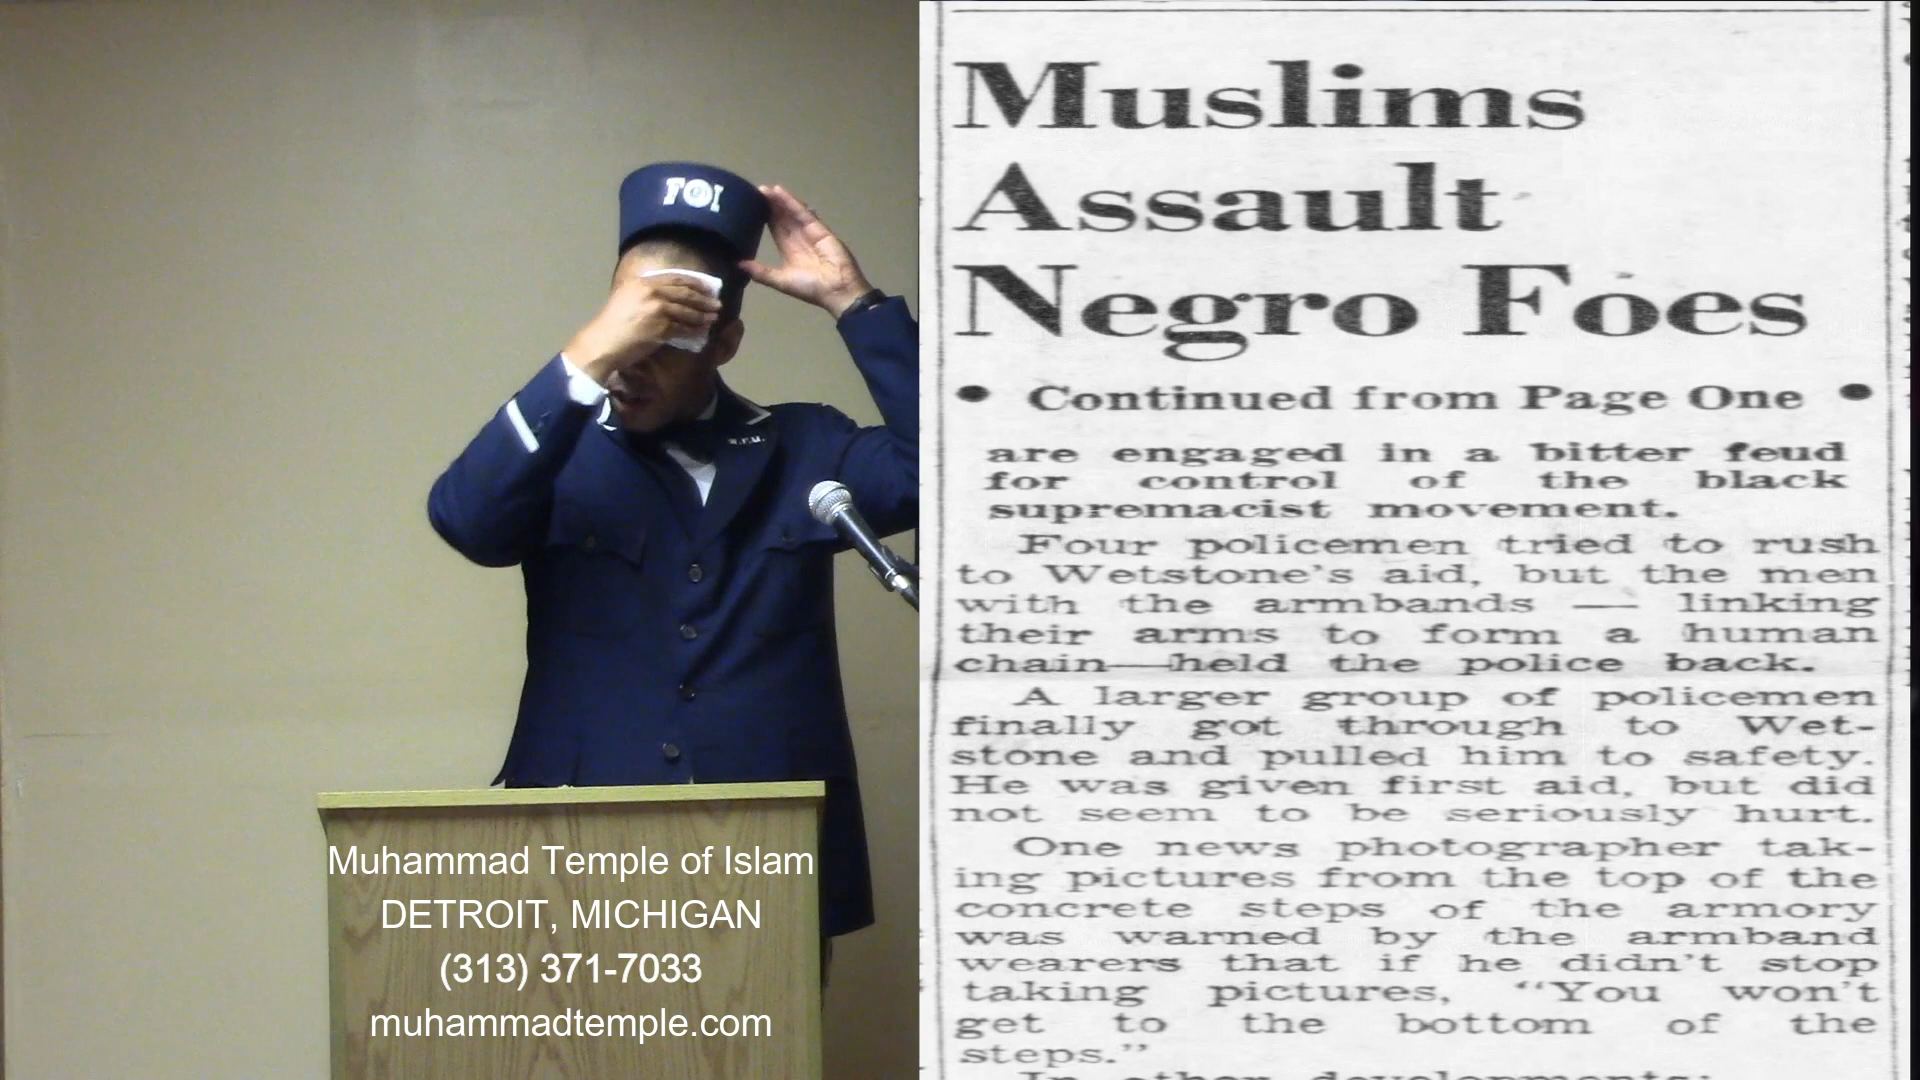 FOI
Muhammad Temple of Islam
DETROIT, MICHIGAN
(313) 371-7033
muhammadtemple.com
Muslims
Assault
Negro Foes
• Continued from Page One •
are engaged in a bitter feud
for control of the black
supremacist movement.
Four policemen tried to rush
to Wetstone's aid, but the men
with the armbands — linking
their arms to form a human
chain—held the police back.
A larger group of policemen
finally got through to Wet-
stone and pulled him to safety.
He was given first aid, but did
not seem to be seriously hurt.
One news photographer tak-
ing pictures from the top of the
concrete steps of the armory
was warned by the armband
wearers that if he didn't stop
taking pictures, "You won't
get to the bottom of the
steps."
In other developments: